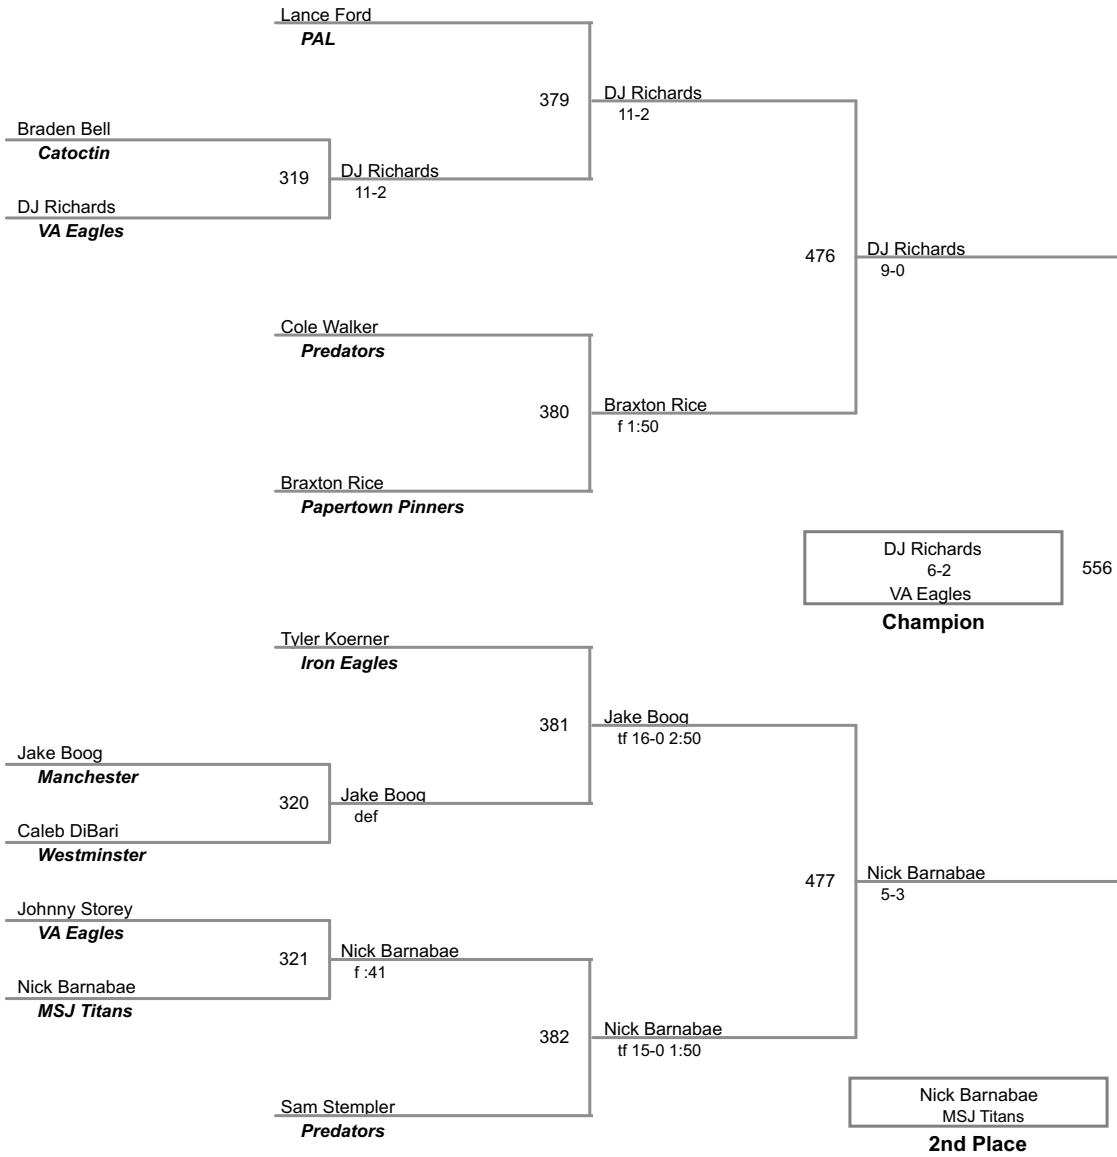 Lance Ford
PAL
379
DJ Richards
11-2
Braden Bell
Catoctin
319
DJ Richards
11-2
DJ Richards
VA Eagles
476
DJ Richards
9-0
Cole Walker
Predators
380
Braxton Rice
f 1:50
Braxton Rice
Papertown Pinners
DJ Richards
6-2
VA Eagles
556
Champion
Tyler Koerner
Iron Eagles
381
Jake Boog
tf 16-0 2:50
Jake Boog
Manchester
320
Jake Boog
def
Caleb DiBari
Westminster
477
Nick Barnabae
5-3
Johnny Storey
VA Eagles
321
Nick Barnabae
f :41
Nick Barnabae
MSJ Titans
382
Nick Barnabae
tf 15-0 1:50
Sam Stempler
Predators
Nick Barnabae
MSJ Titans
2nd Place